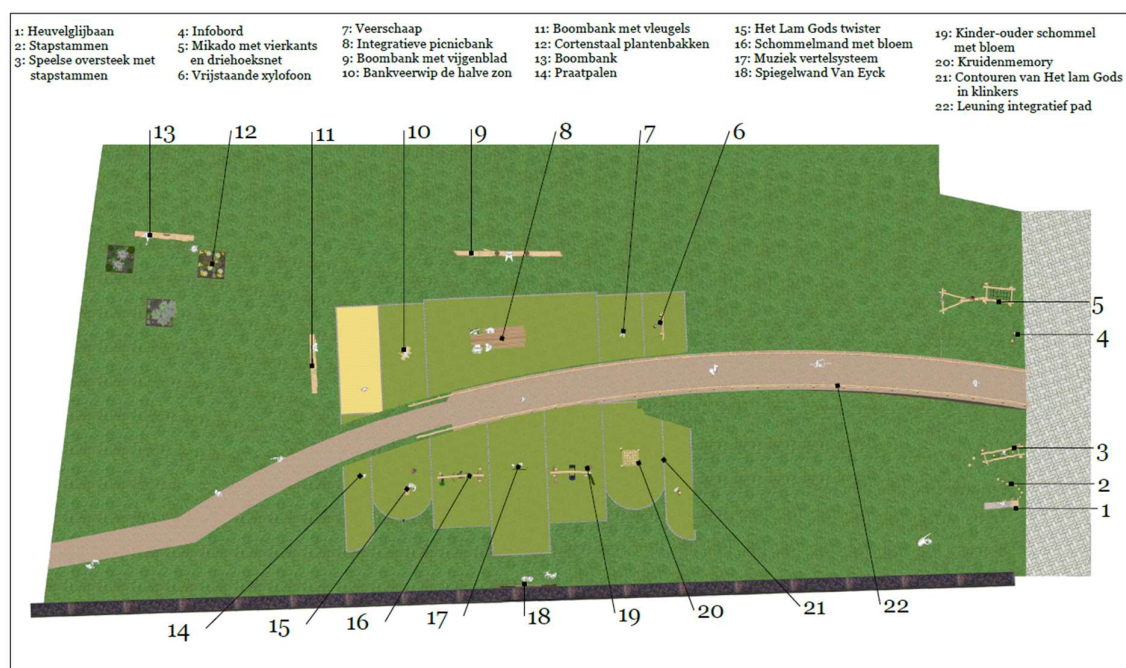 1: Heuvelglijbaan
2: Stapstammen
3: Speelse oversteek met
stapstammen
4: Infobord
5: Mikado met vierkants
en driehoeksnet
6: Vrijstaande xylofoon
7: Veerschaap
8: Integratieve picnicbank
9: Boombank met vijgenblad
10: Bankveerwip de halve zon
11: Boombank met vleugels
12: Cortenstaal plantenbakken
13: Boombank
14: Praatpalen
15: Het Lam Gods twister
16: Schommelmand met bloem
17: Muziek vertelsysteem
18: Spiegelwand Van Eyck
19: Kinder-ouder schommel
met bloem
20: Kruidenmemory
21: Contouren van Het lam Gods
in klinkers
22: Leuning integratief pad
13
12
11
10
9
8
7
6
5
4
3
2
1
14
15
16
17
18
19
20
21
22